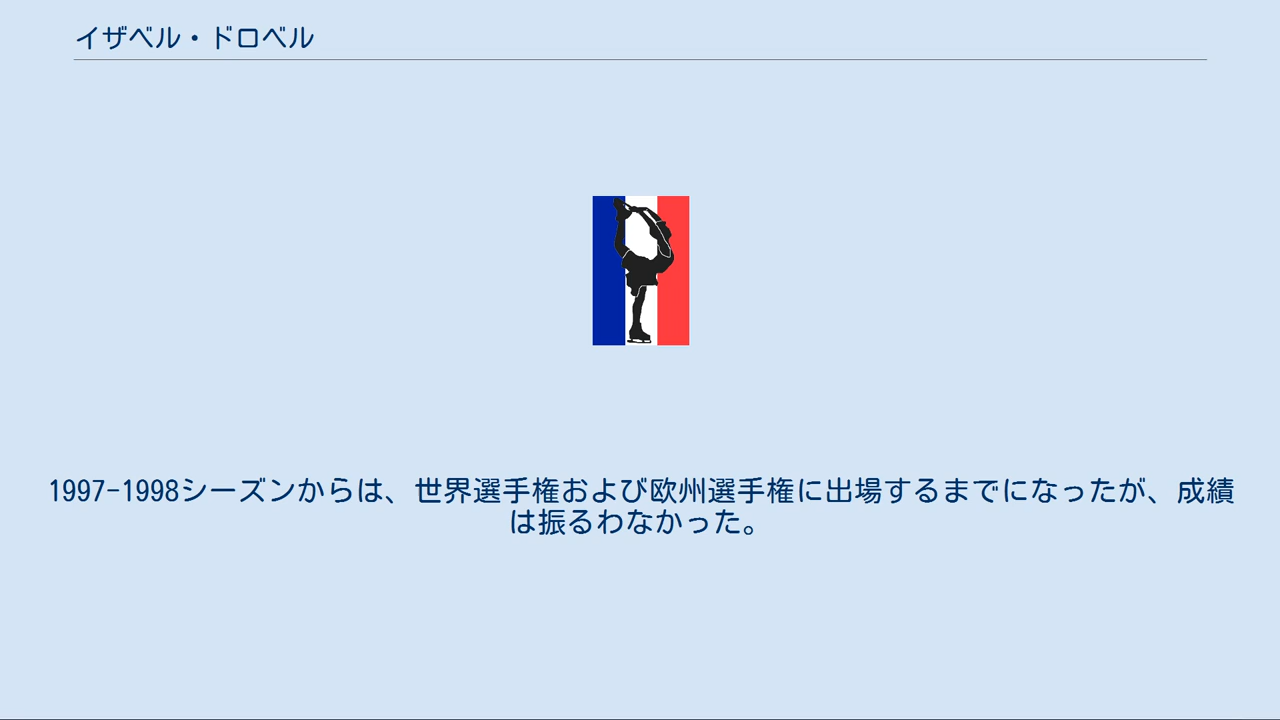 イザベル・ドロベル
1997-1998シーズンからは、世界選手権および欧州選手権に出場するまでになったが、成績
は振るわなかった。